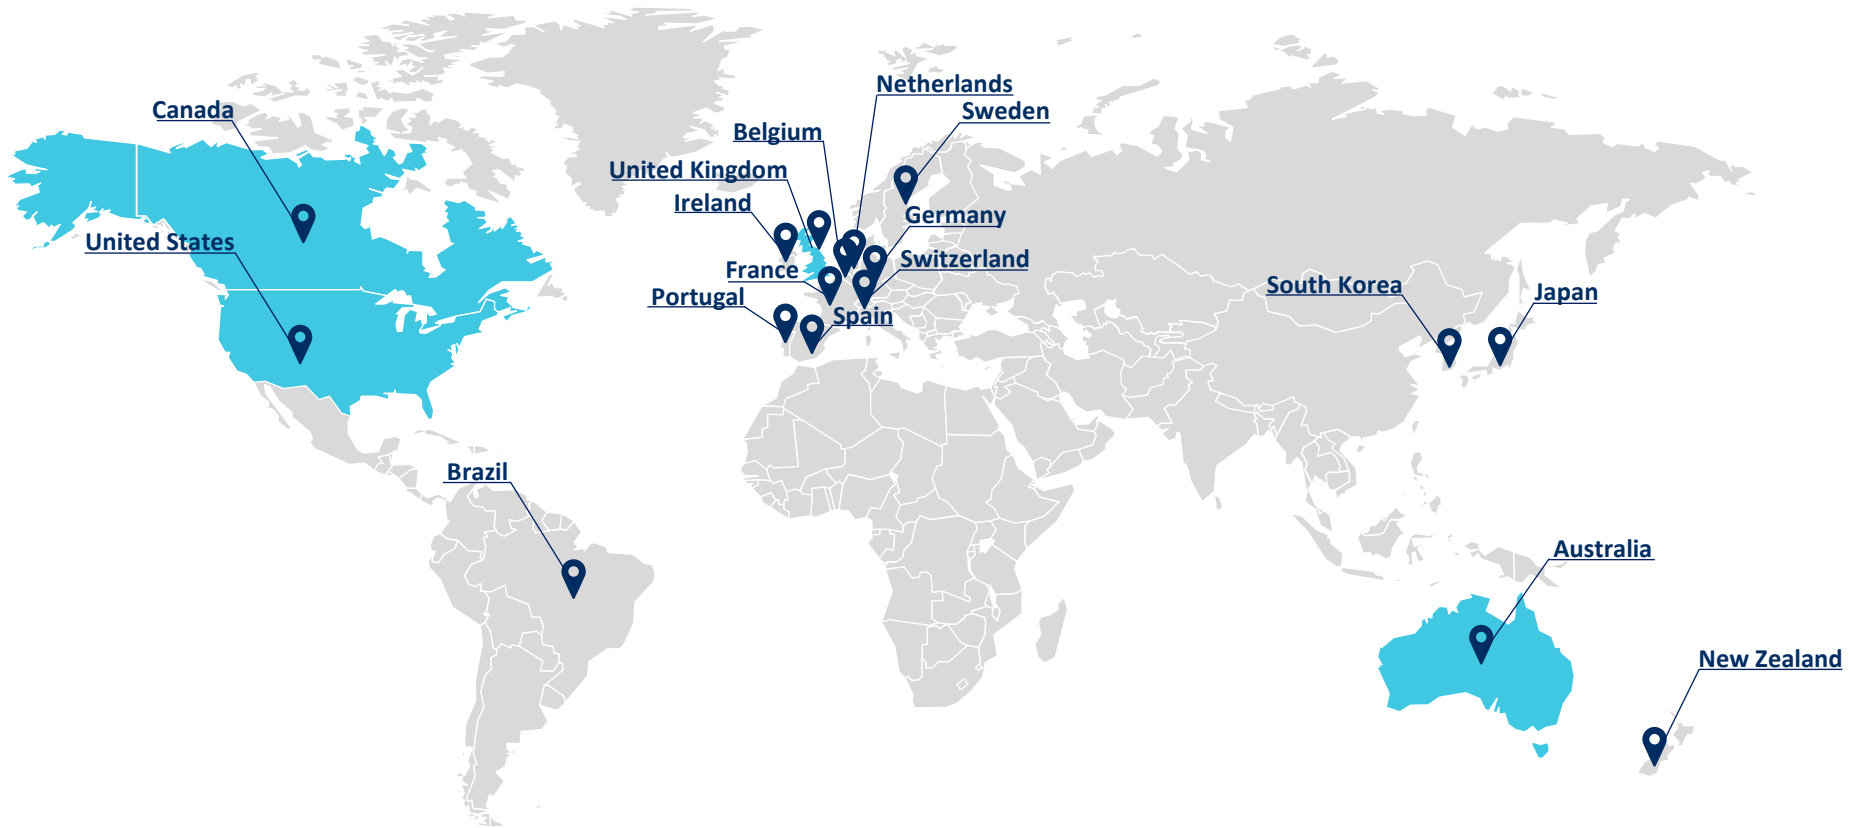 Netherlands
Canada
Sweden
Belgium
United Kingdom
Ireland
Germany
United States
Switzerland
France
South Korea
Japan
Portugal
Spain
Brazil
Australia
New Zealand